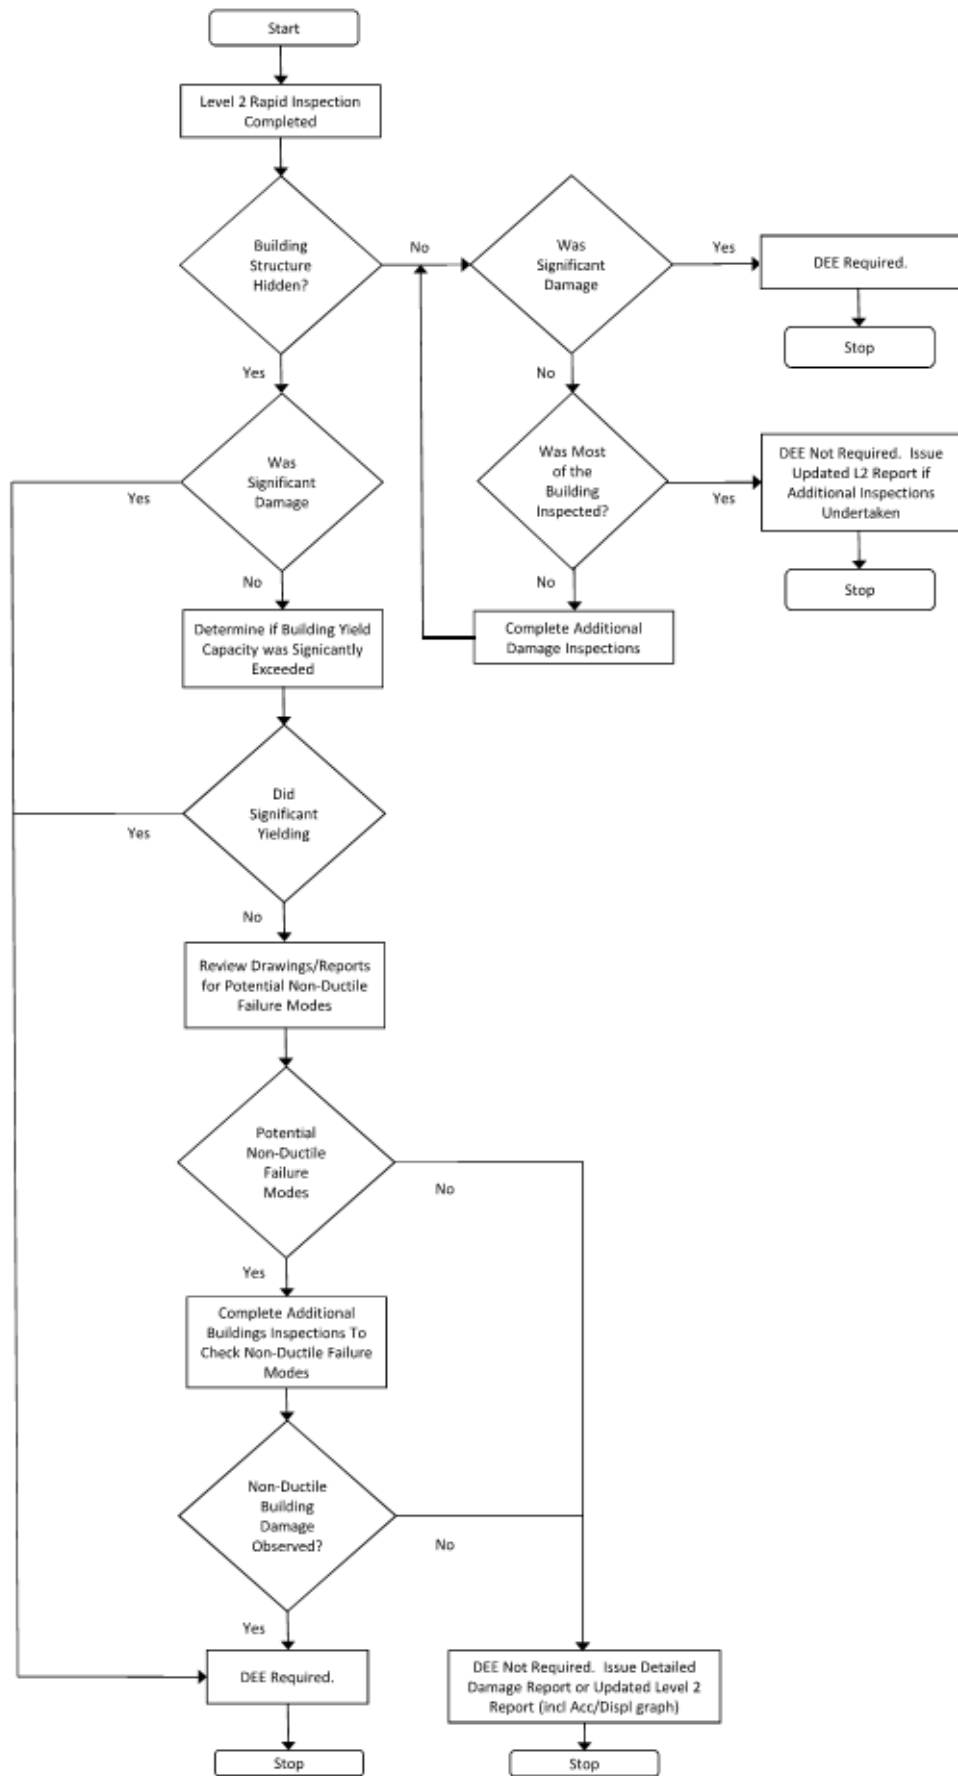 Start
Level 2 Rapid Inspection
Completed
Building
Structure
Hidden?
No
Was
Significant
Damage
Yes
DEE Required.
Stop
Yes
No
Was
Significant
Damage
Yes
Was Most
of the
Building
Inspected?
Yes
DEE Not Required. Issue
Updated L2 Report if
Additional Inspections
Undertaken
Stop
No
No
Determine if Building Yield
Capacity was Signicantly
Exceeded
Complete Additional
Damage Inspections
Did
Significant
Yielding
Yes
No
Review Drawings/Reports
for Potential Non-Ductile
Failure Modes
Potential
Non-Ductile
Failure
Modes
No
Yes
Complete Additional
Buildings Inspections To
Check Non-Ductile Failure
Modes
Non-Ductile
Building
Damage
Observed?
No
Yes
DEE Required.
DEE Not Required. Issue Detailed
Damage Report or Updated Level 2
Report (incl Acc/Displ graph)
Stop
Stop